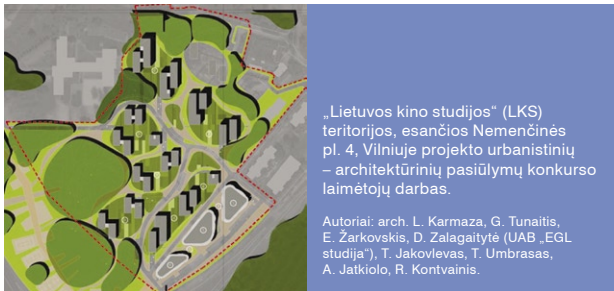 „Lietuvos kino studijos“ (LKS)
teritorijos, esančios Nemenčinės
pl. 4, Vilniuje projekto urbanistinių
– architektūrinių pasiūlymų konkurso
laimėtojų darbas.
Autoriai: arch. L. Karmaza, G. Tunaitis,
E. Žarkovskis, D. Zalagaitytė (UAB „EGL
studija“), T. Jakovlevas, T. Umbrasas,
A. Jatkiolo, R. Kontvainis.